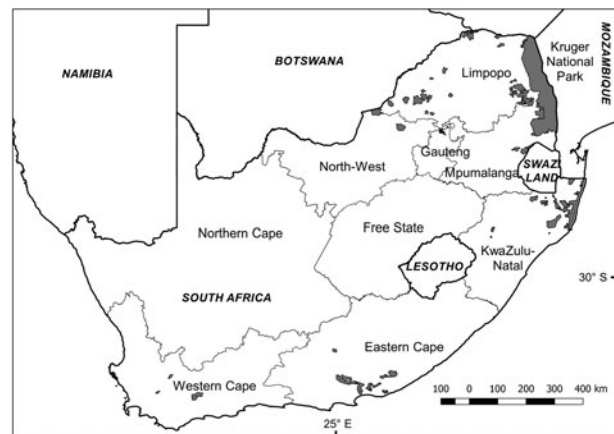 NAMIBIA
BOTSWANA
MOZAMBIQUE
Kruger
National
Park
Limpopo
North-West
Gauteng
Mpumalanga
SWAZI
LAND
Northern Cape
Free State
KwaZulu-
Natal
LESOTHO
30° S
SOUTH AFRICA
Eastern Cape
Western Cape
100 0 100 200 300 400 km
25° E